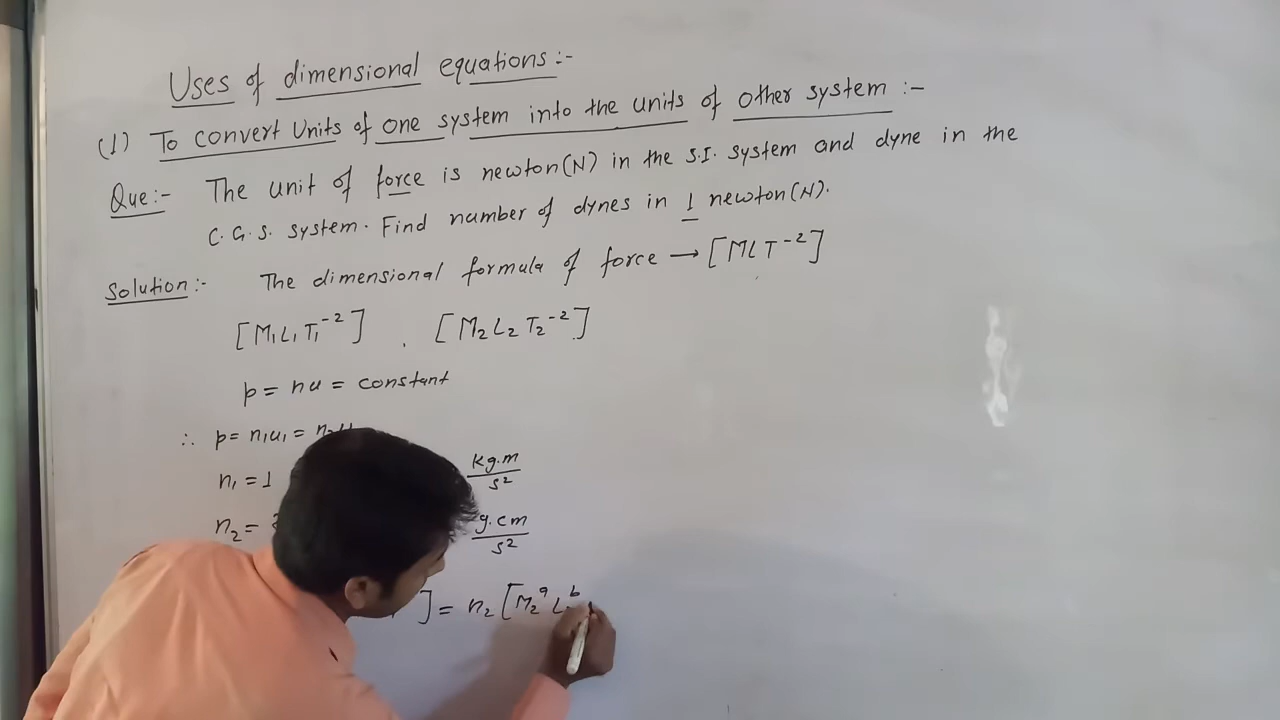 Uses of dimensional equations:-
(1) To convert Units of one system into the units of other system :-
Que:- The unit of force is newton(N) in the S.I. system and dyne in the
C.G.S. system. Find number of dynes in 1 newton(N).
Solution:- The dimensional formula of force → [MLT⁻²]
[M₁L₁T₁⁻²] , [M₂L₂T₂⁻²]
p = nu = constant
∴ p = n₁u₁ =
n₁ = 1 kg.m/s²
n₂ = g.cm/s²
] = n₂ [M₂ᵃ Lᵇ